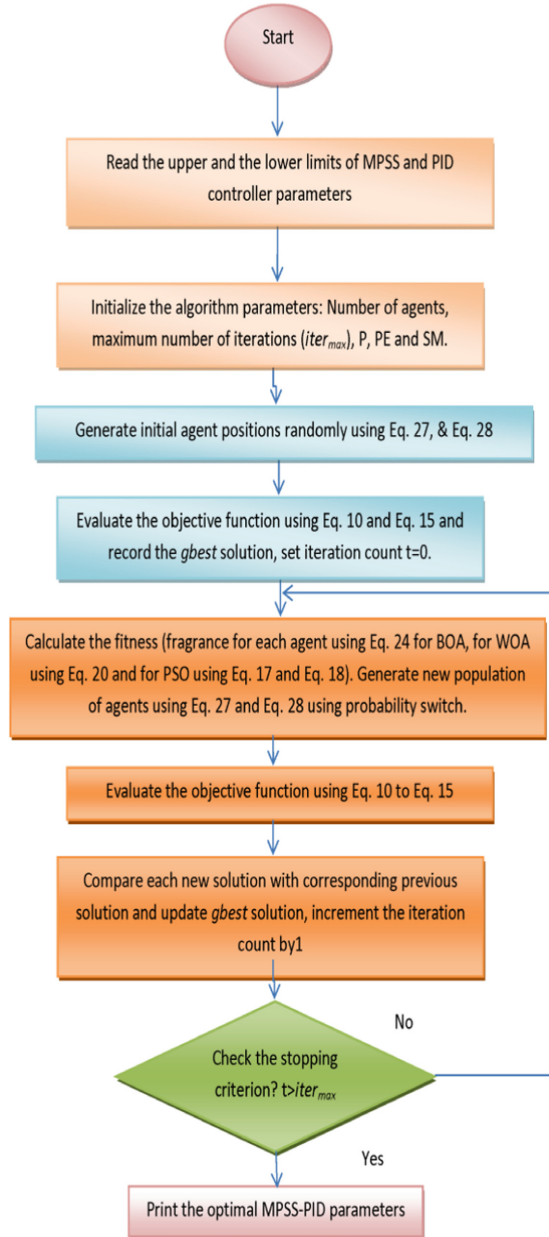 Start
Read the upper and the lower limits of MPSS and PID
controller parameters
Initialize the algorithm parameters: Number of agents,
maximum number of iterations (iter_max), P, PE and SM.
Generate initial agent positions randomly using Eq. 27, & Eq. 28
Evaluate the objective function using Eq. 10 and Eq. 15 and
record the gbest solution, set iteration count t=0.
Calculate the fitness (fragrance for each agent using Eq. 24 for BOA, for WOA
using Eq. 20 and for PSO using Eq. 17 and Eq. 18). Generate new population
of agents using Eq. 27 and Eq. 28 using probability switch.
Evaluate the objective function using Eq. 10 to Eq. 15
Compare each new solution with corresponding previous
solution and update gbest solution, increment the iteration
count by1
No
Check the stopping
criterion? t>iter_max
Yes
Print the optimal MPSS-PID parameters